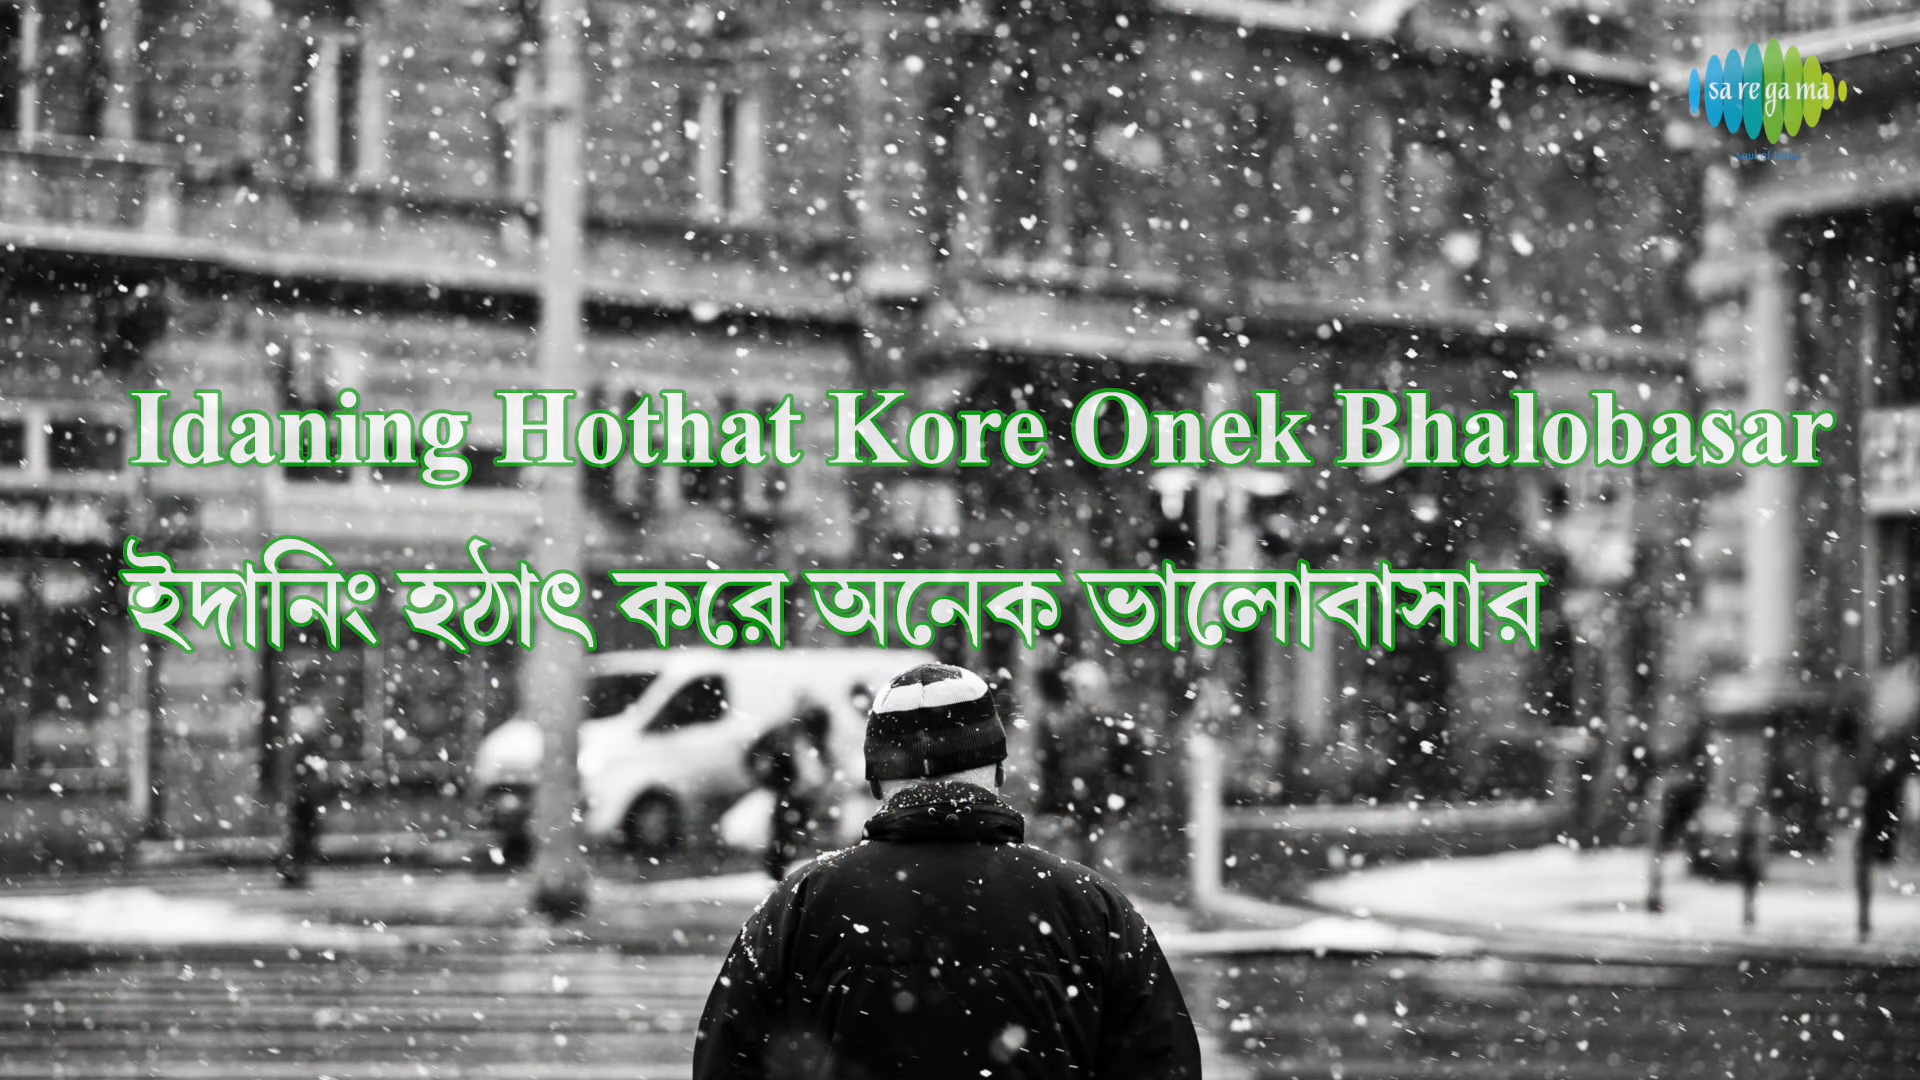 sa re ga ma
Idaning Hothat Kore Onek Bhalobasar
ইদানিং হঠাৎ করে অনেক ভালোবাসার